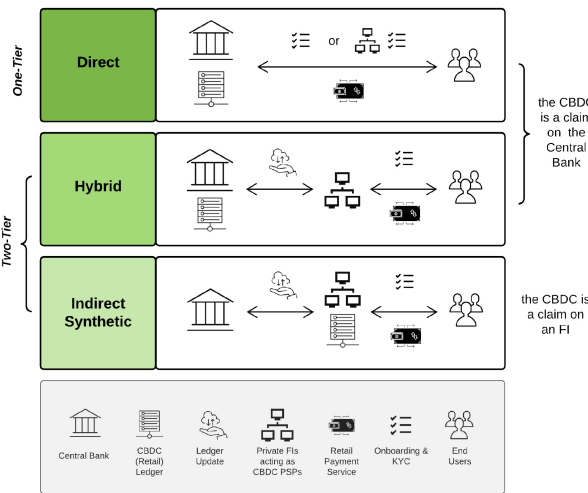 One-Tier
Direct
or
the CBDC
is a claim
on the
Central
Bank
Two-Tier
Hybrid
Indirect
Synthetic
the CBDC is
a claim on
an FI
Central Bank
CBDC
(Retail)
Ledger
Ledger
Update
Private FIs
acting as
CBDC PSPs
Retail
Payment
Service
Onboarding &
KYC
End
Users